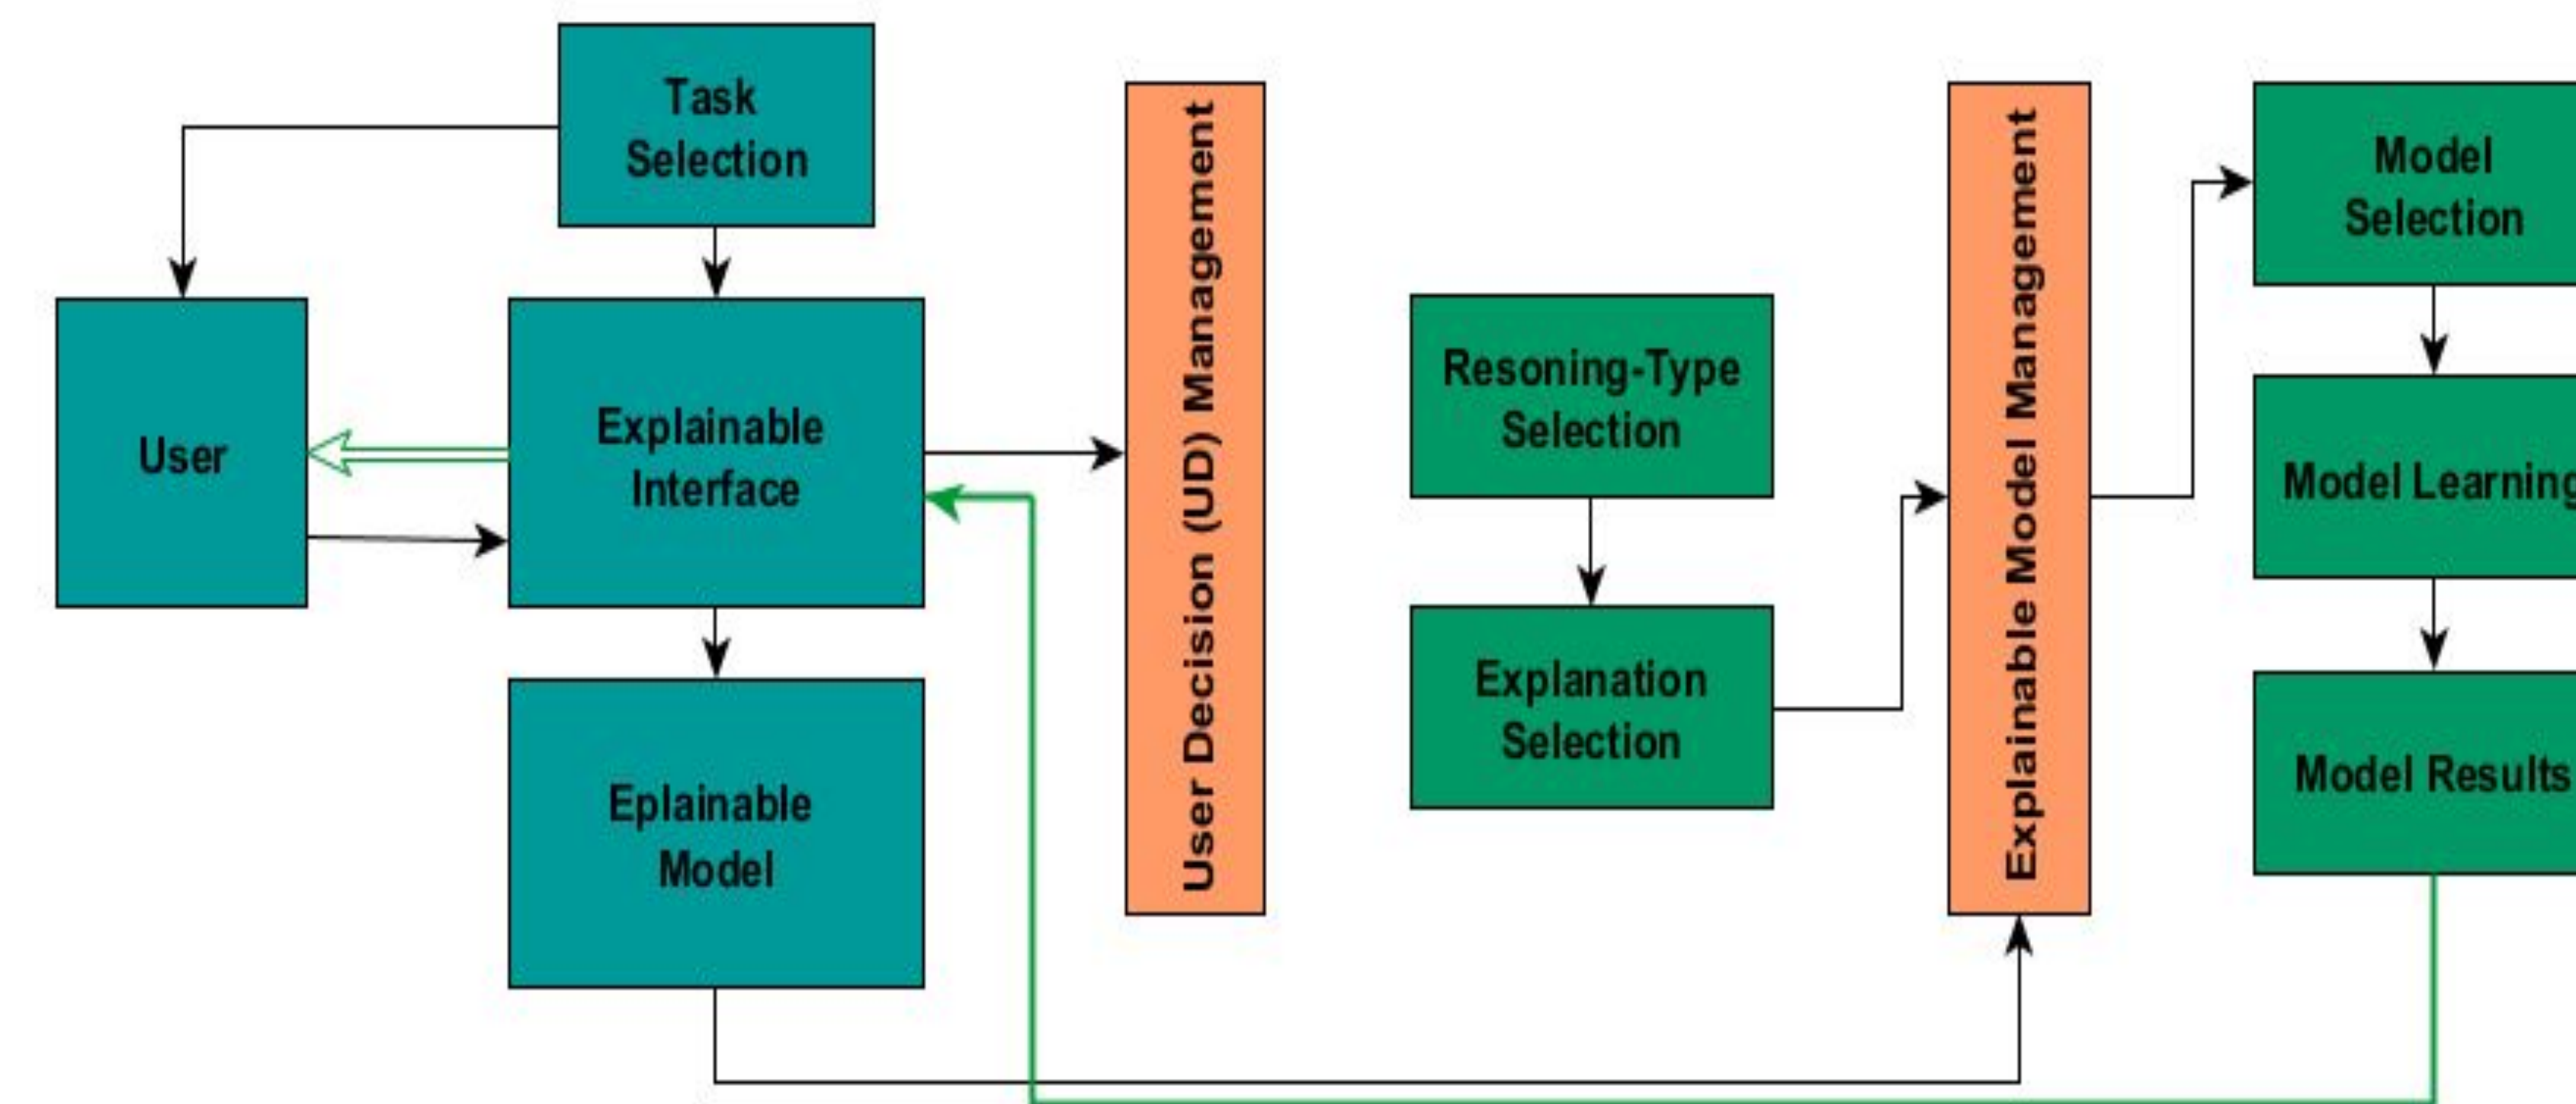 Task
Selection
User
Explainable
Interface
Eplainable
Model
User Decision (UD) Management
Resoning-Type
Selection
Explanation
Selection
Explainable Model Management
Model
Selection
Model Learning
Model Results